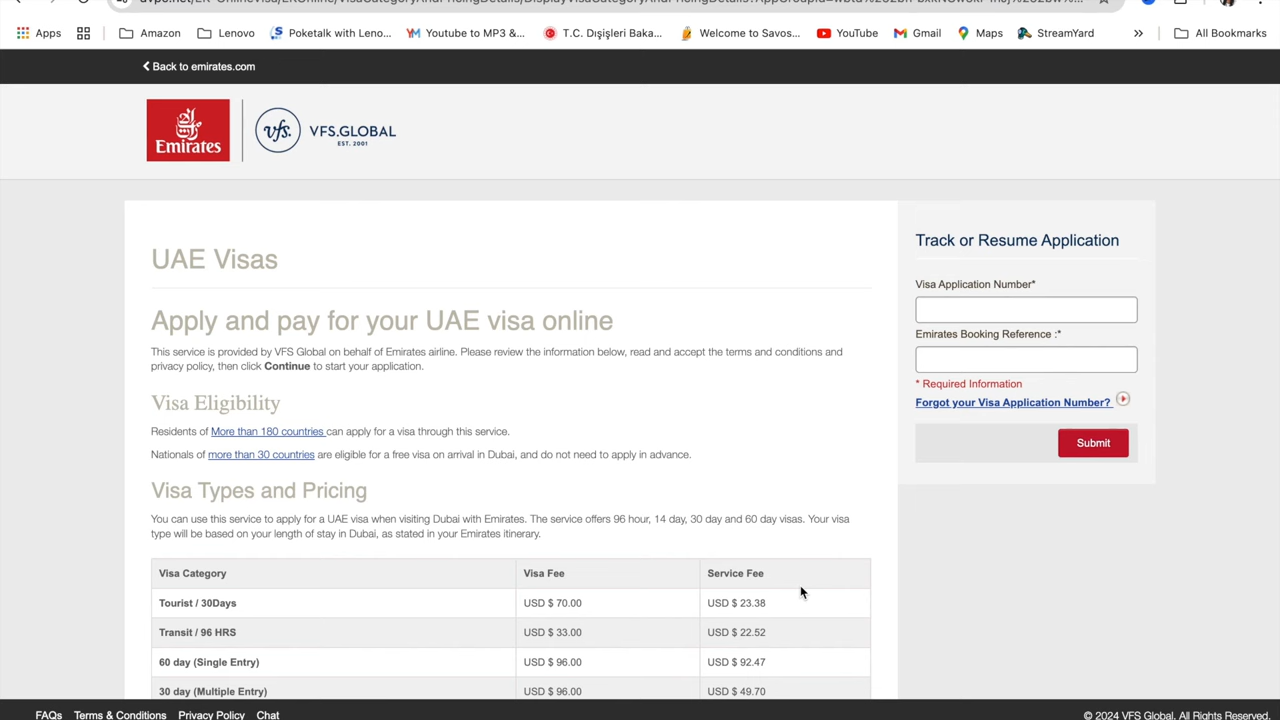 Apps
Amazon
Lenovo
Poketalk with Leno...
Youtube to MP3 &...
T.C. Dışişleri Baka...
Welcome to Savos...
YouTube
Gmail
Maps
StreamYard
»
All Bookmarks
Back to emirates.com
Emirates
vfs.
VFS.GLOBAL
EST. 2001
UAE Visas
Apply and pay for your UAE visa online
This service is provided by VFS Global on behalf of Emirates airline. Please review the information below, read and accept the terms and conditions and
privacy policy, then click Continue to start your application.
Visa Eligibility
Residents of More than 180 countries can apply for a visa through this service.
Nationals of more than 30 countries are eligible for a free visa on arrival in Dubai, and do not need to apply in advance.
Visa Types and Pricing
You can use this service to apply for a UAE visa when visiting Dubai with Emirates. The service offers 96 hour, 14 day, 30 day and 60 day visas. Your visa
type will be based on your length of stay in Dubai, as stated in your Emirates itinerary.
Visa Category Visa Fee Service Fee
Tourist / 30Days USD $ 70.00 USD $ 23.38
Transit / 96 HRS USD $ 33.00 USD $ 22.52
60 day (Single Entry) USD $ 96.00 USD $ 92.47
30 day (Multiple Entry) USD $ 96.00 USD $ 49.70
Track or Resume Application
Visa Application Number*
Emirates Booking Reference :*
* Required Information
Forgot your Visa Application Number?
Submit
FAQs Terms & Conditions Privacy Policy Chat
© 2024 VFS Global. All Rights Reserved.